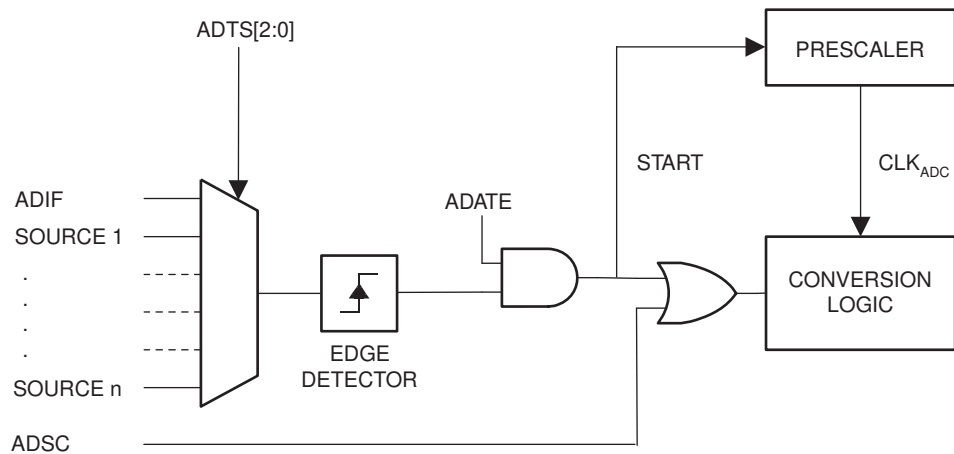 ADTS[2:0]
PRESCALER
START
CLKADC
ADIF
ADATE
SOURCE 1
.
.
.
.
CONVERSION
LOGIC
EDGE
DETECTOR
SOURCE n
ADSC